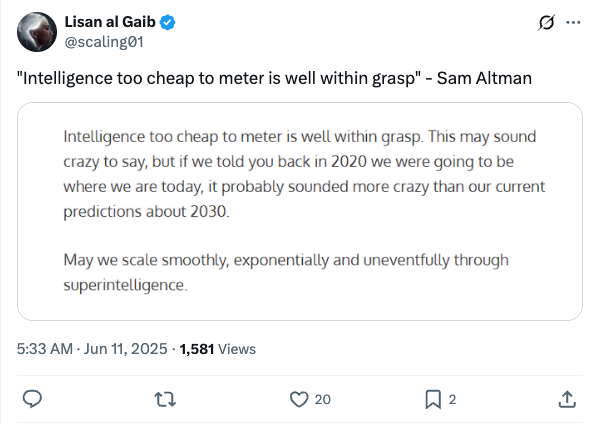 Lisan al Gaib
@scaling01
"Intelligence too cheap to meter is well within grasp" - Sam Altman
Intelligence too cheap to meter is well within grasp. This may sound
crazy to say, but if we told you back in 2020 we were going to be
where we are today, it probably sounded more crazy than our current
predictions about 2030.
May we scale smoothly, exponentially and uneventfully through
superintelligence.
5:33 AM · Jun 11, 2025 · 1,581 Views
20
2